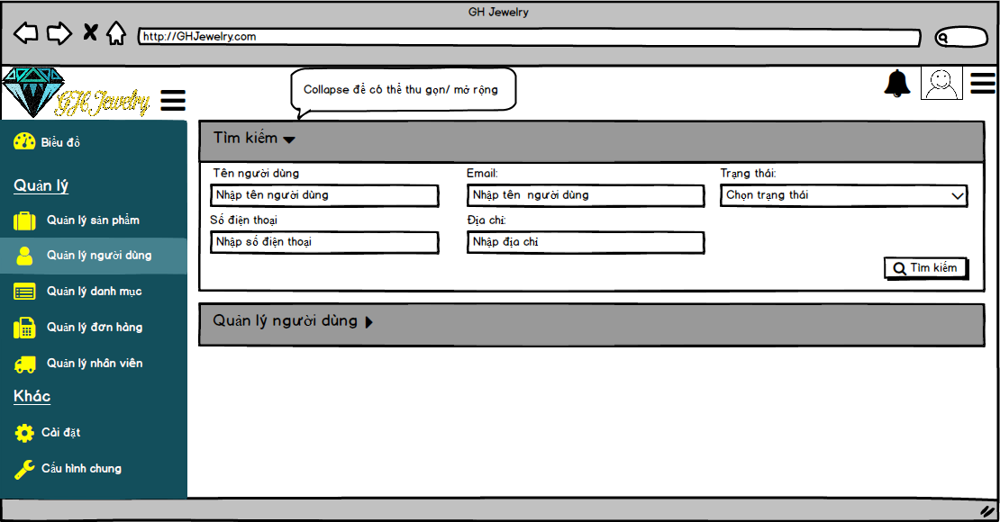 GH Jewelry
http://GHJewelry.com
GH Jewelry
Collapse để có thể thu gọn/ mở rộng
Biểu đồ
Quản lý
Quản lý sản phẩm
Quản lý người dùng
Quản lý danh mục
Quản lý đơn hàng
Quản lý nhân viên
Khác
Cài đặt
Cấu hình chung
Tìm kiếm
Tên người dùng
Email:
Trạng thái:
Nhập tên người dùng
Nhập tên người dùng
Chọn trạng thái
Số điện thoại
Địa chỉ:
Nhập số điện thoại
Nhập địa chỉ
Tìm kiếm
Quản lý người dùng